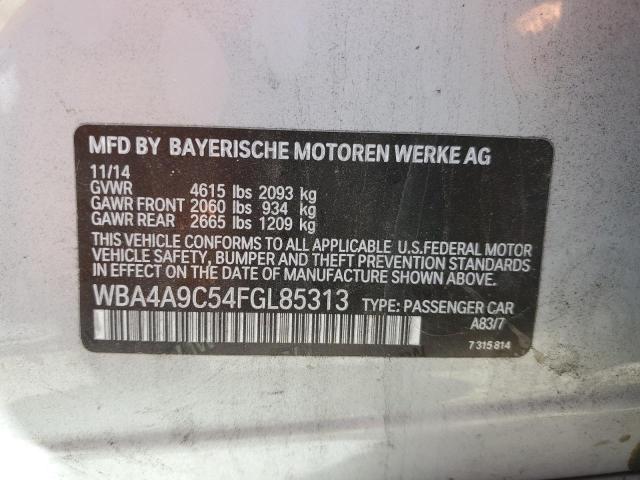 MFD BY BAYERISCHE MOTOREN WERKE AG
11/14
GVWR 4615 lbs 2093 kg
GAWR FRONT 2060 lbs 934 kg
GAWR REAR 2665 lbs 1209 kg
THIS VEHICLE CONFORMS TO ALL APPLICABLE U.S.FEDERAL MOTOR
VEHICLE SAFETY, BUMPER AND THEFT PREVENTION STANDARDS
IN EFFECT ON THE DATE OF MANUFACTURE SHOWN ABOVE.
WBA4A9C54FGL85313 TYPE: PASSENGER CAR
A83/7
7 315 814